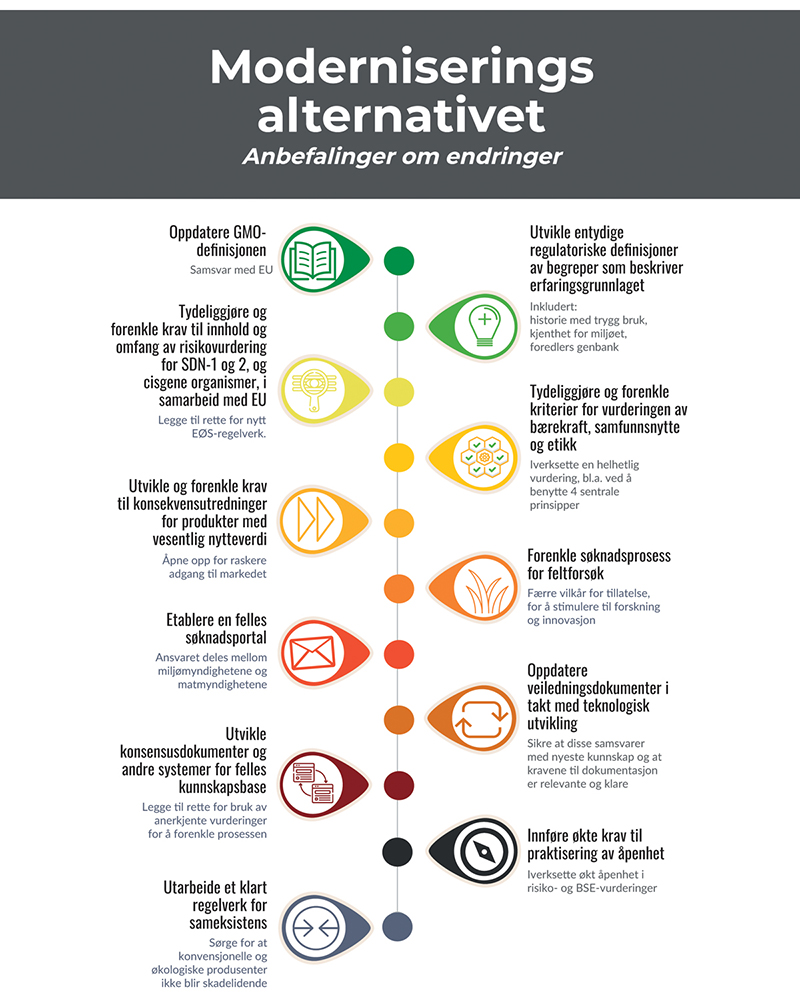 Moderniserings
alternativet
Anbefalinger om endringer
Oppdatere GMO-
definisjonen
Samsvar med EU
Utvikle entydige
regulatoriske definisjoner
av begreper som beskriver
erfaringsgrunnlaget
Inkludert:
historie med trygg bruk,
kjenthet for miljøet,
foredlers genbank
Tydeliggjøre og
forenkle krav til innhold og
omfang av risikovurdering
for SDN-1 og 2, og
cisgene organismer, i
samarbeid med EU
Legge til rette for nytt
EØS-regelverk.
Tydeliggjøre og forenkle
kriterier for vurderingen av
bærekraft, samfunnsnytte
og etikk
Iverksette en helhetlig
vurdering, bl.a. ved å
benytte 4 sentrale
prinsipper
Utvikle og forenkle krav
til konsekvensutredninger
for produkter med
vesentlig nytteverdi
Åpne opp for raskere
adgang til markedet
Forenkle søknadsprosess
for feltforsøk
Færre vilkår for tillatelse,
for å stimulere til forskning
og innovasjon
Etablere en felles
søknadsportal
Ansvaret deles mellom
miljømyndighetene og
matmyndighetene
Oppdatere
veiledningsdokumenter i
takt med teknologisk
utvikling
Sikre at disse samsvarer
med nyeste kunnskap og at
kravene til dokumentasjon
er relevante og klare
Utvikle
konsensusdokumenter og
andre systemer for felles
kunnskapsbase
Legge til rette for bruk av
anerkjente vurderinger
for å forenkle prosessen
Innføre økte krav til
praktisering av åpenhet
Iverksette økt åpenhet i
risiko- og BSE-vurderinger
Utarbeide et klart
regelverk for
sameksistens
Sørge for at
konvensjonelle og
økologiske produsenter
ikke blir skadelidende